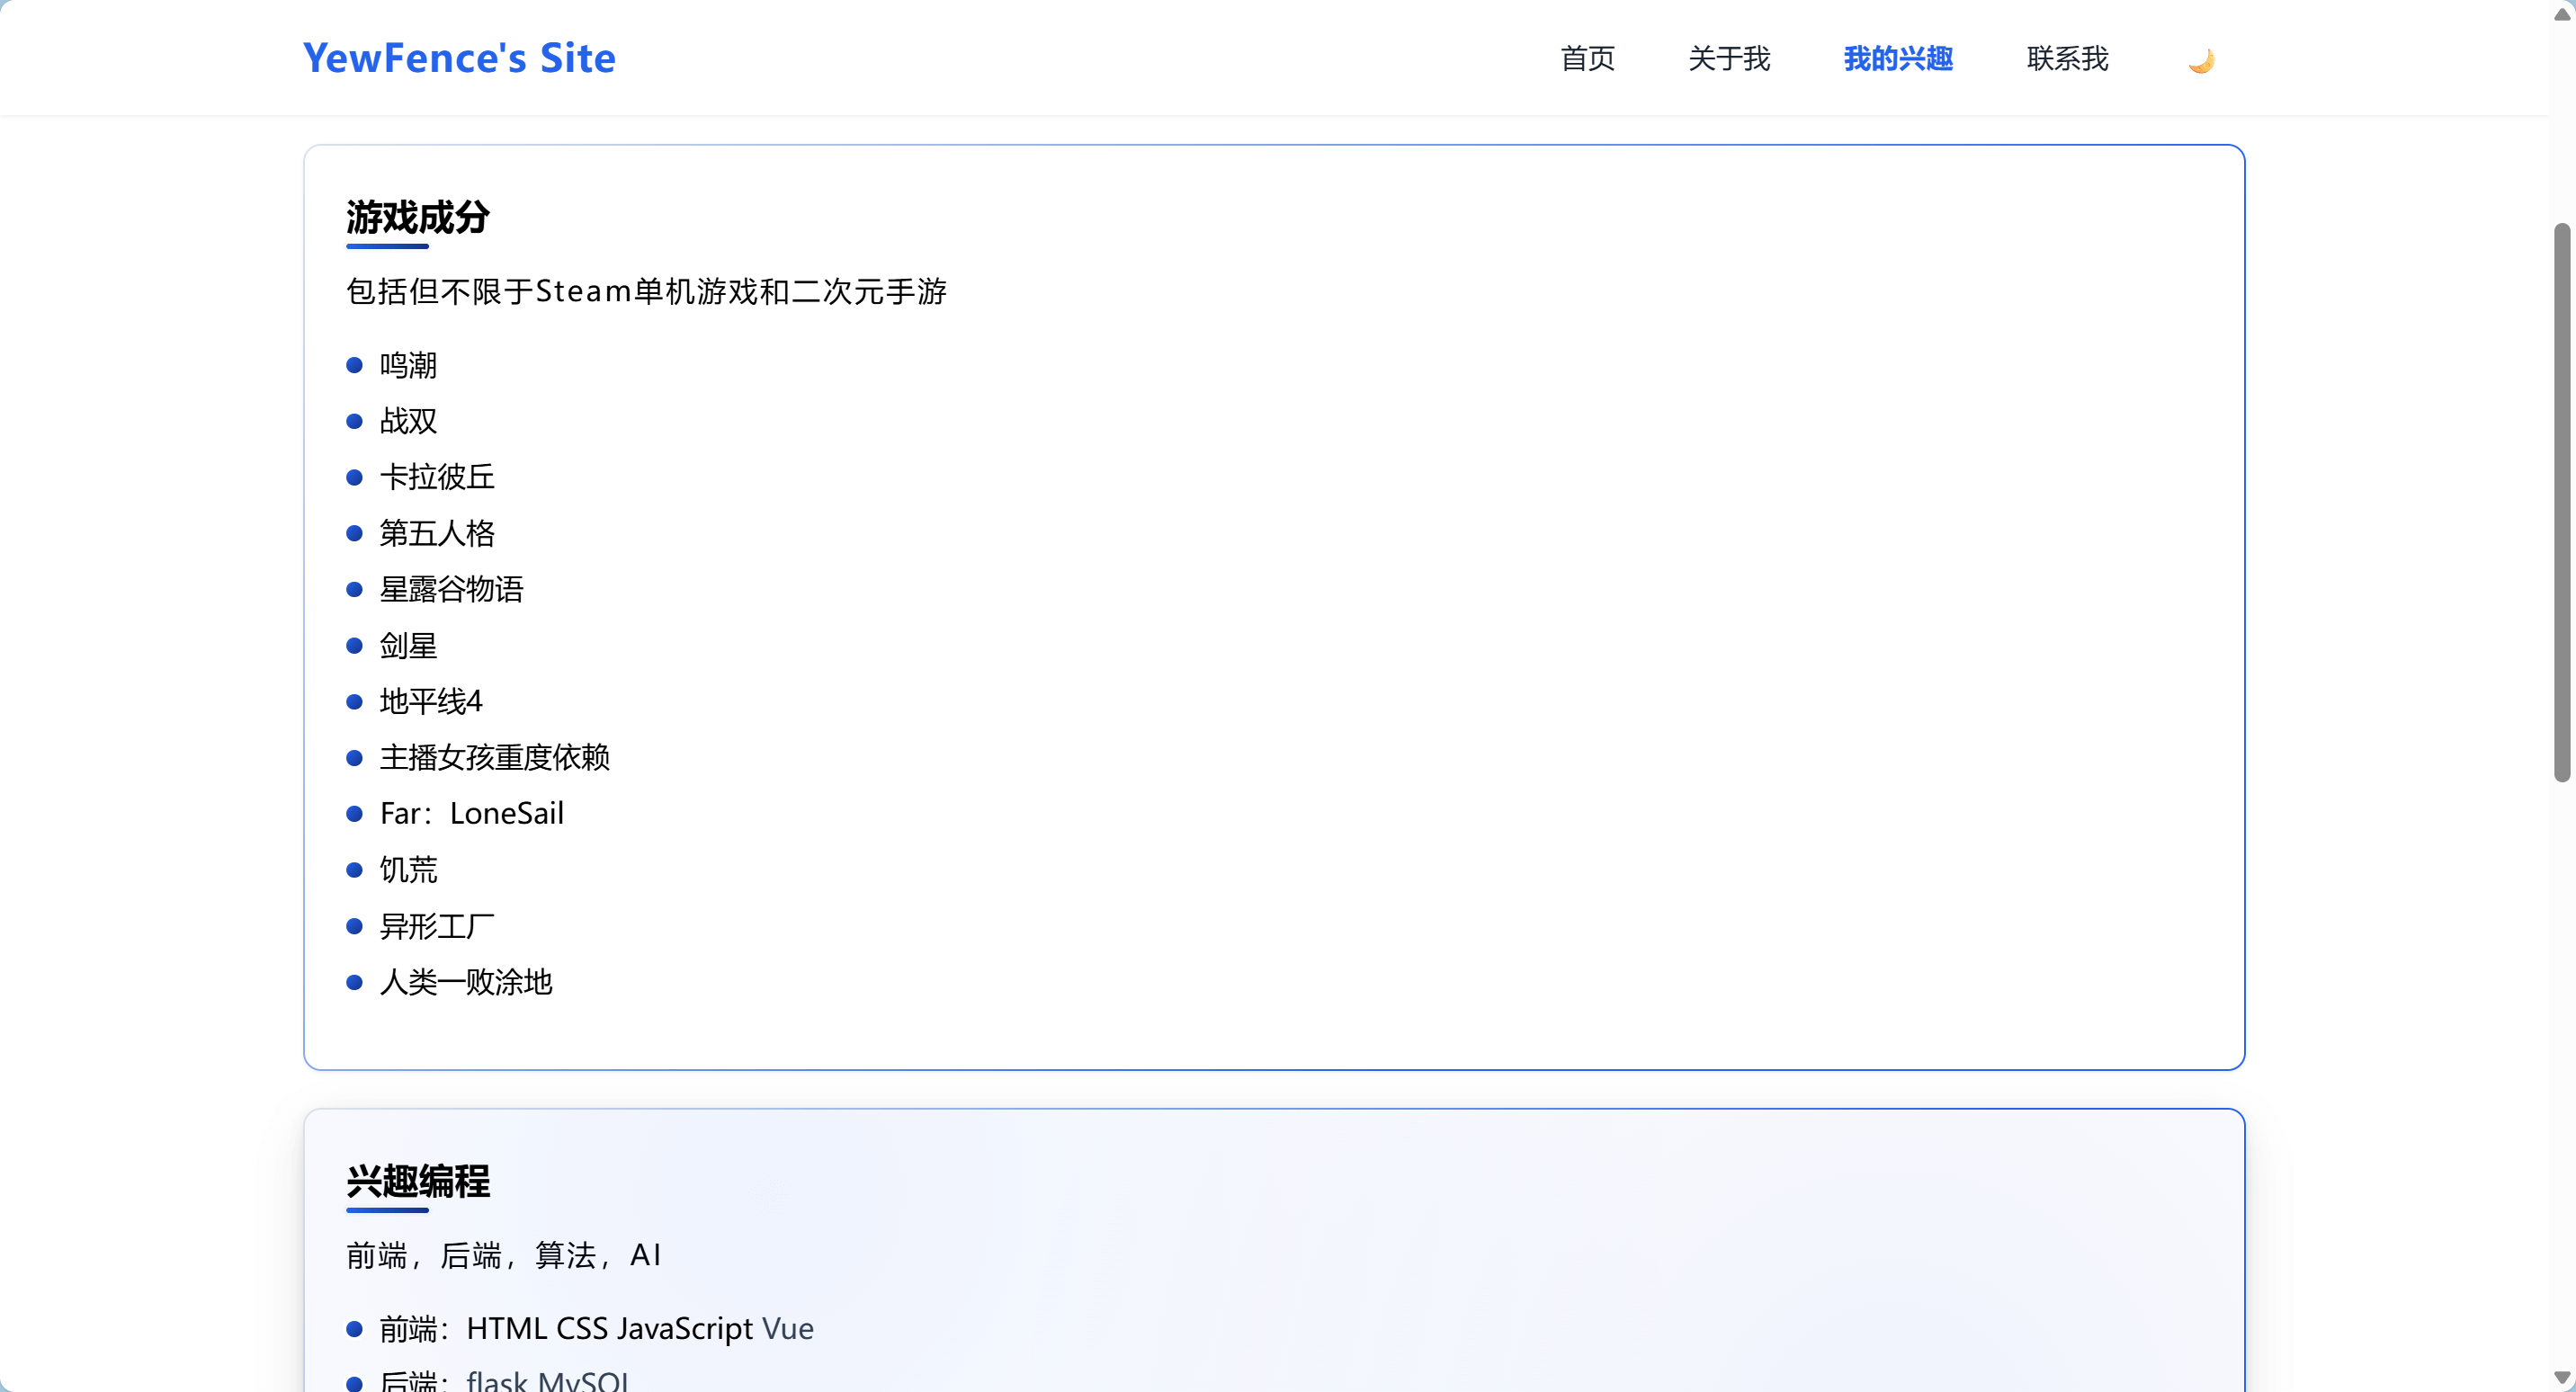 YewFence's Site
首页 关于我 我的兴趣 联系我
游戏成分
包括但不限于Steam单机游戏和二次元手游
鸣潮
战双
卡拉彼丘
第五人格
星露谷物语
剑星
地平线4
主播女孩重度依赖
Far：LoneSail
饥荒
异形工厂
人类一败涂地
兴趣编程
前端，后端，算法，AI
前端：HTML CSS JavaScript Vue
后端：flask MySQL